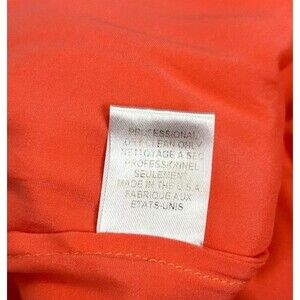 PROFESSIONAL
DRY CLEAN ONLY
NETTOYAGE A SEC
PROFESSIONNEL
SEULEMENT
MADE IN THE U.S.A
FABRIQUE AUX
ETATS-UNIS